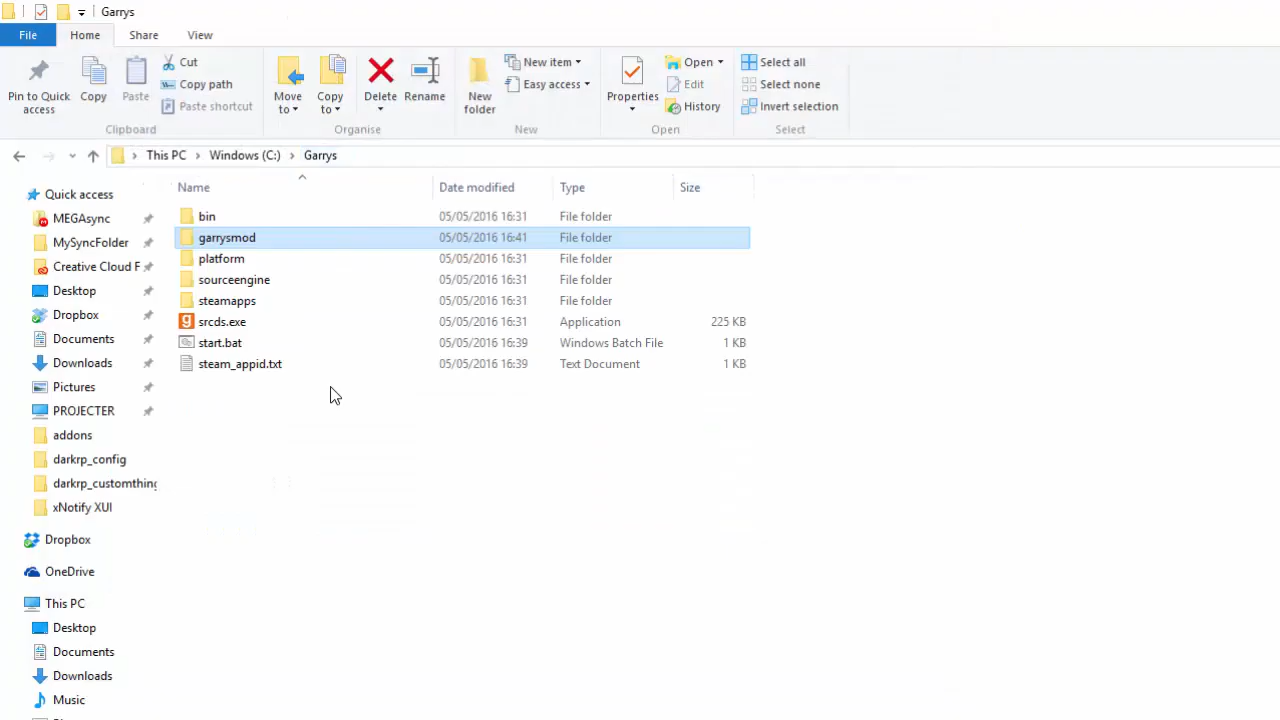 Garrys
File Home Share View
Pin to Quick access
Copy
Paste
Cut
Copy path
Paste shortcut
Move to
Copy to
Delete
Rename
New folder
New item
Easy access
Properties
Open
Edit
History
Select all
Select none
Invert selection
Clipboard Organise New Open Select
This PC Windows (C:) Garrys
Name Date modified Type Size
bin 05/05/2016 16:31 File folder
garrysmod 05/05/2016 16:41 File folder
platform 05/05/2016 16:31 File folder
sourceengine 05/05/2016 16:31 File folder
steamapps 05/05/2016 16:31 File folder
srcds.exe 05/05/2016 16:31 Application 225 KB
start.bat 05/05/2016 16:39 Windows Batch File 1 KB
steam_appid.txt 05/05/2016 16:39 Text Document 1 KB
Quick access
MEGAsync
MySyncFolder
Creative Cloud F
Desktop
Dropbox
Documents
Downloads
Pictures
PROJECTER
addons
darkrp_config
darkrp_customthing
xNotify XUI
Dropbox
OneDrive
This PC
Desktop
Documents
Downloads
Music